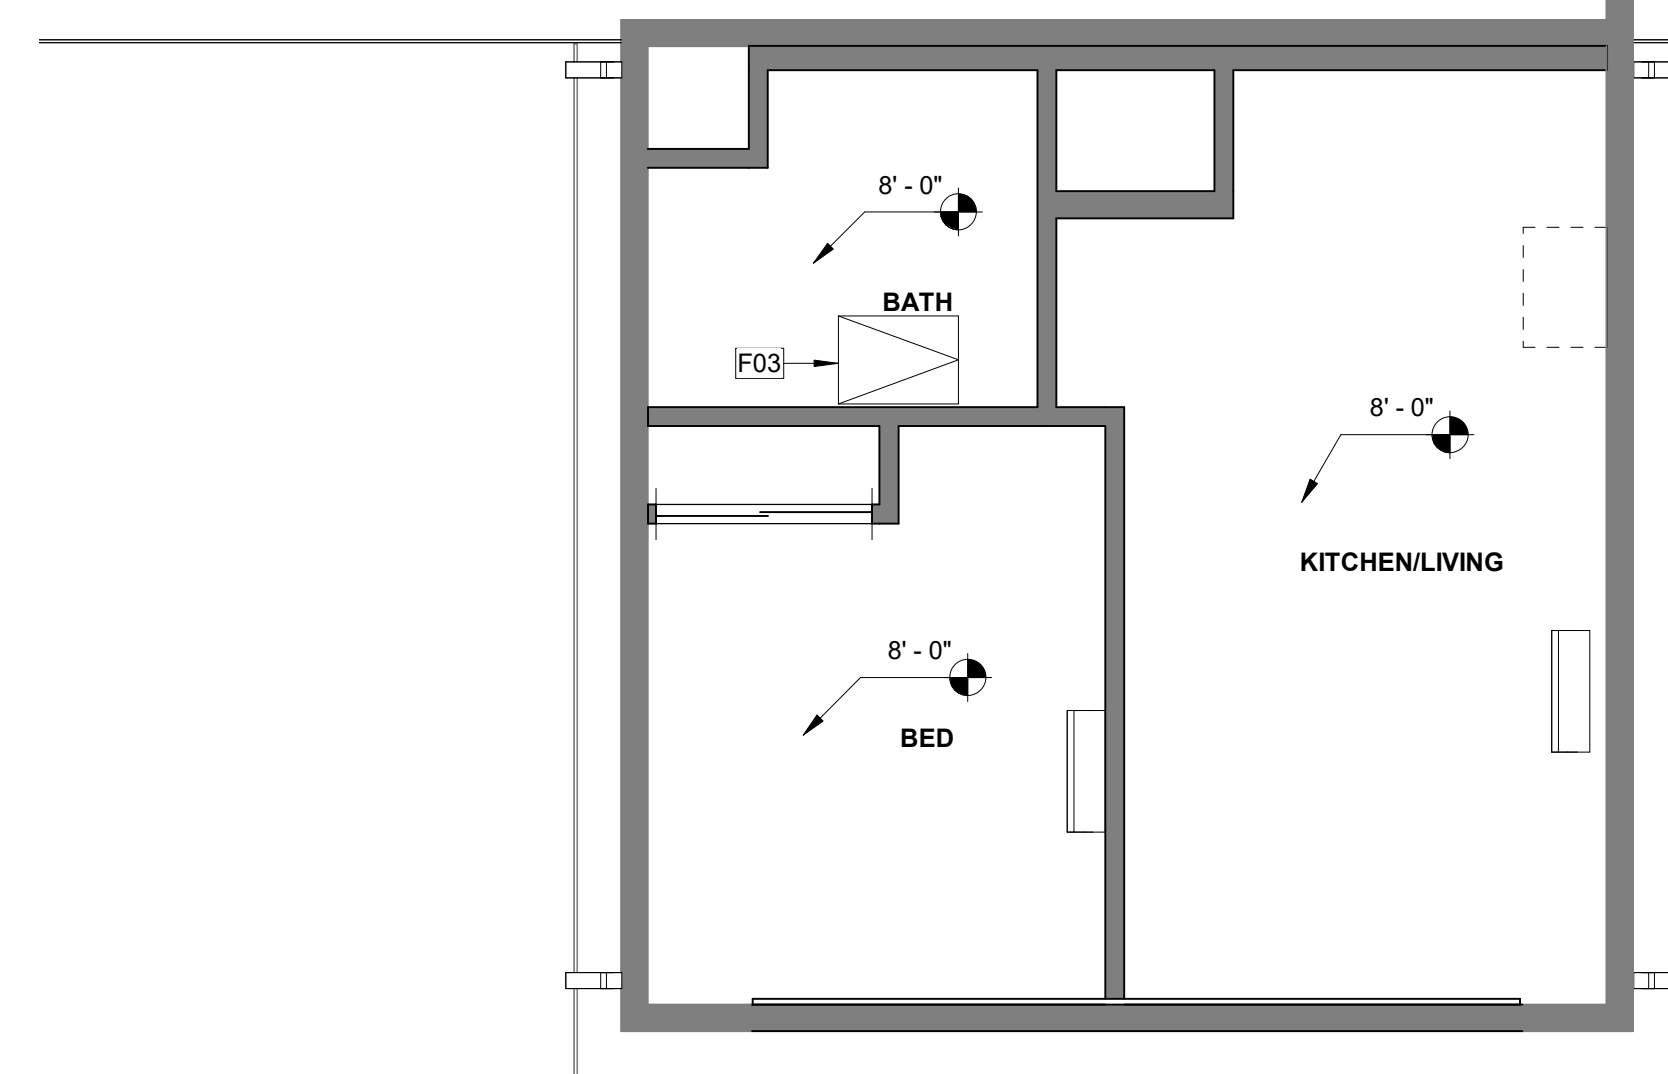 8' - 0"
BATH
F03
8' - 0"
KITCHEN/LIVING
8' - 0"
BED